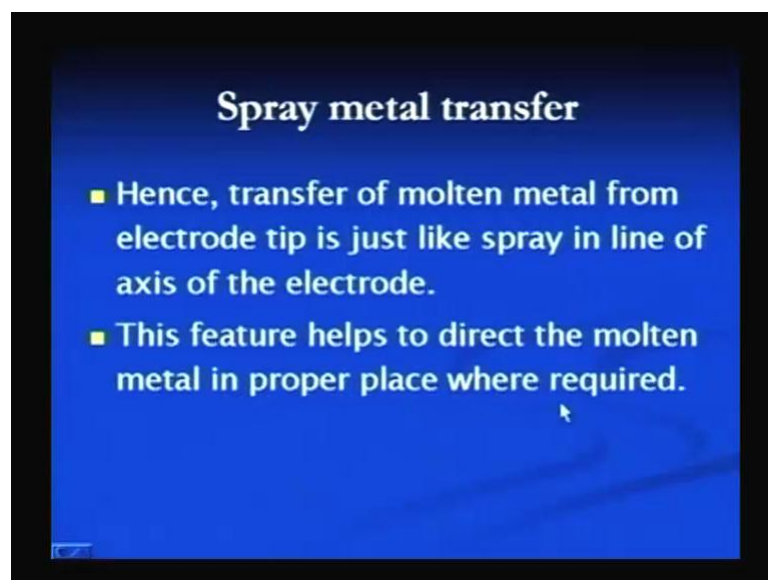 Spray metal transfer
Hence, transfer of molten metal from
electrode tip is just like spray in line of
axis of the electrode.
This feature helps to direct the molten
metal in proper place where required.